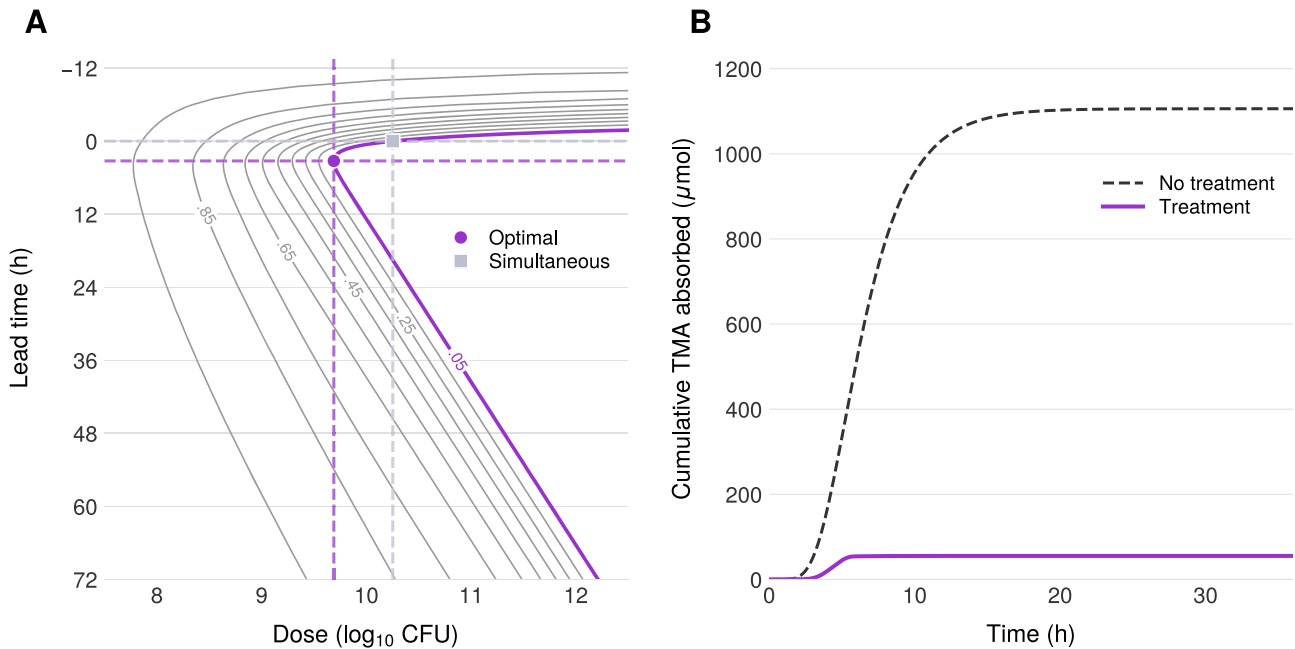 A
−12
0
12
24
36
48
60
72
Lead time (h)
8
9
10
11
12
Dose (log₁₀ CFU)
.85
.65
.45
.25
.05
Optimal
Simultaneous
B
1200
1000
800
600
400
200
0
Cumulative TMA absorbed (μmol)
0
10
20
30
Time (h)
No treatment
Treatment